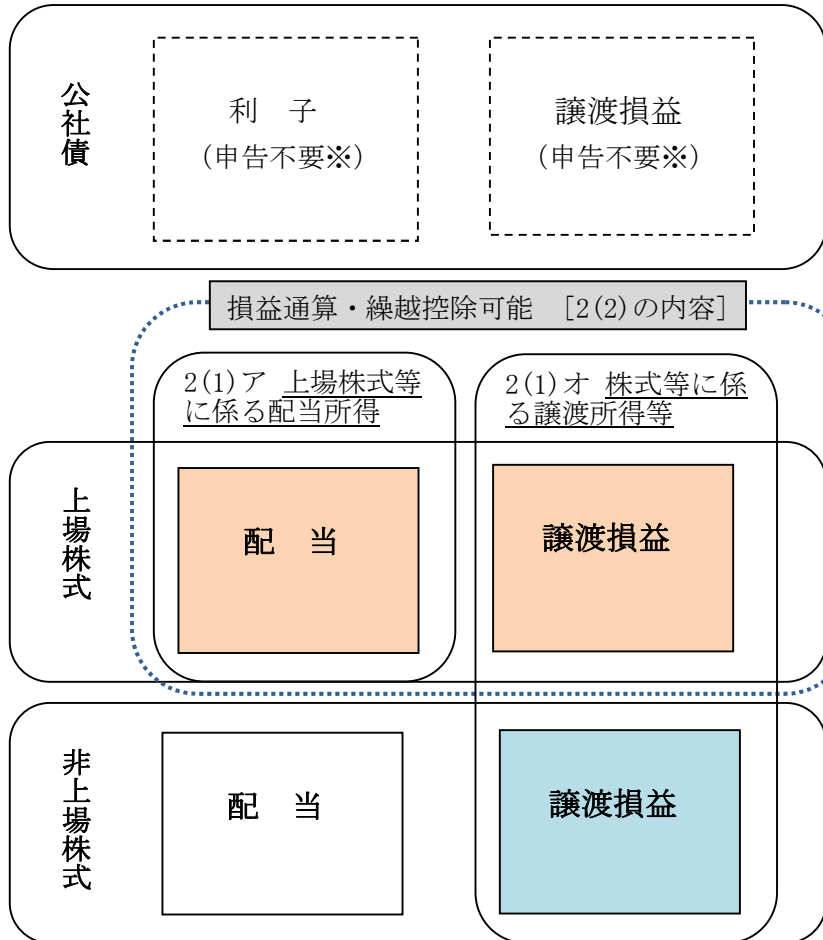 公社債
利　子
（申告不要※）
譲渡損益
（申告不要※）
損益通算・繰越控除可能　［2(2)の内容］
2(1)ア 上場株式等
に係る配当所得
2(1)オ 株式等に係
る譲渡所得等
上場株式
配　当
譲渡損益
非上場株式
配　当
譲渡損益